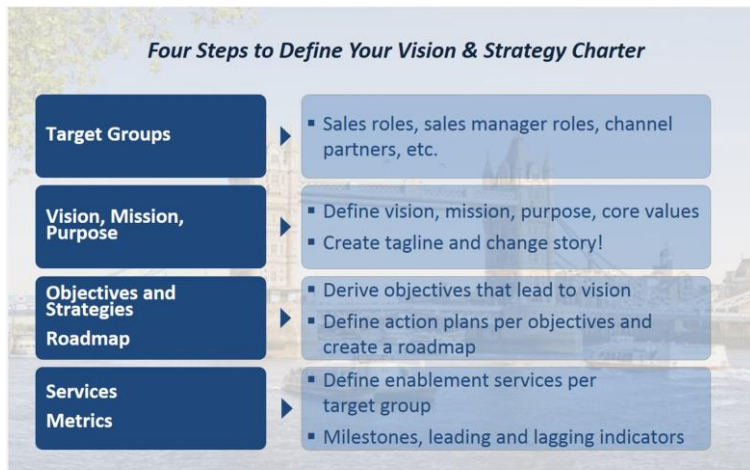 Four Steps to Define Your Vision & Strategy Charter
Target Groups
▪ Sales roles, sales manager roles, channel
partners, etc.
Vision, Mission,
Purpose
▪ Define vision, mission, purpose, core values
▪ Create tagline and change story!
Objectives and
Strategies
Roadmap
▪ Derive objectives that lead to vision
▪ Define action plans per objectives and
create a roadmap
Services
Metrics
▪ Define enablement services per
target group
▪ Milestones, leading and lagging indicators